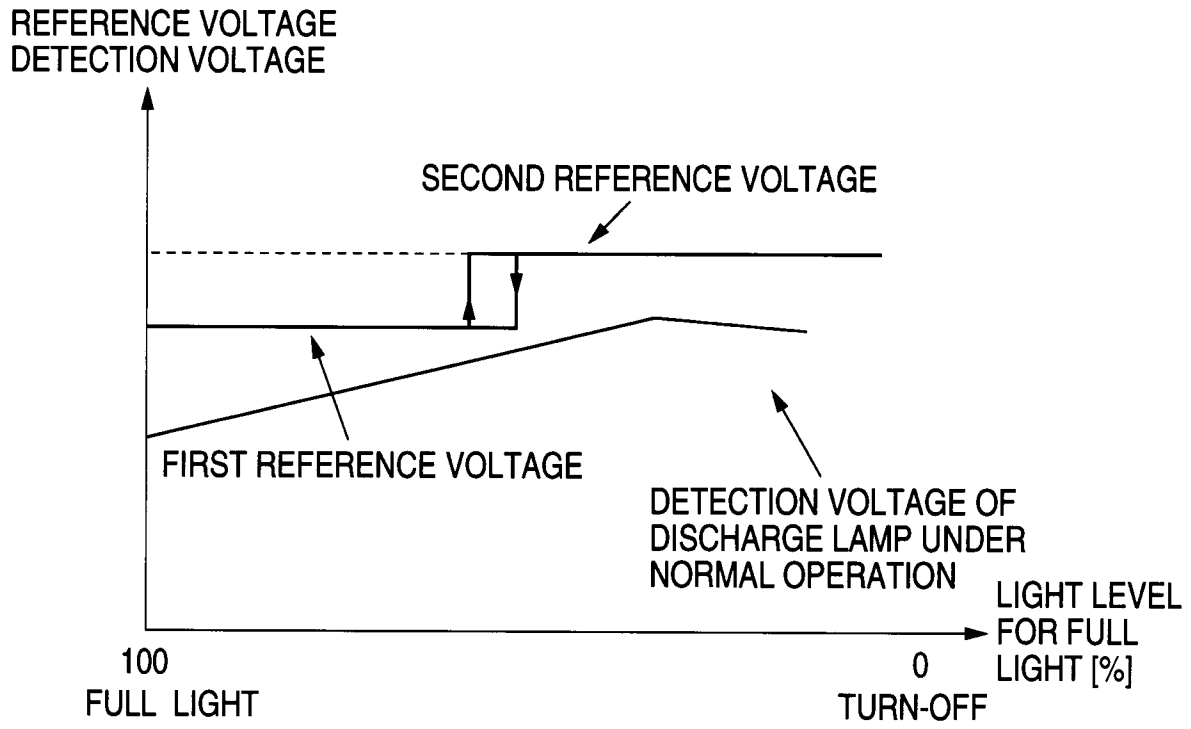 REFERENCE VOLTAGE
DETECTION VOLTAGE
SECOND REFERENCE VOLTAGE
FIRST REFERENCE VOLTAGE
DETECTION VOLTAGE OF
DISCHARGE LAMP UNDER
NORMAL OPERATION
LIGHT LEVEL
FOR FULL
LIGHT [%]
100
FULL LIGHT
0
TURN-OFF